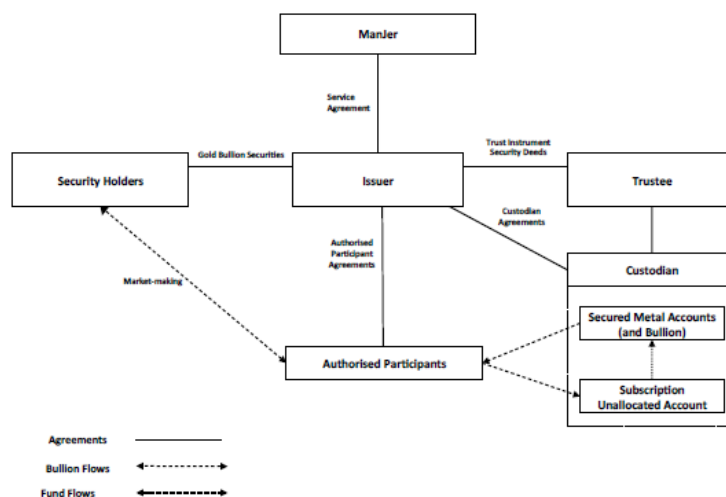 ManJer
Service
Agreement
Gold Bullion Securities
Trust Instrument
Security Deeds
Security Holders
Issuer
Trustee
Custodian
Agreements
Authorised
Participant
Agreements
Custodian
Market-making
Secured Metal Accounts
(and Bullion)
Authorised Participants
Subscription
Unallocated Account
Agreements
Bullion Flows
Fund Flows